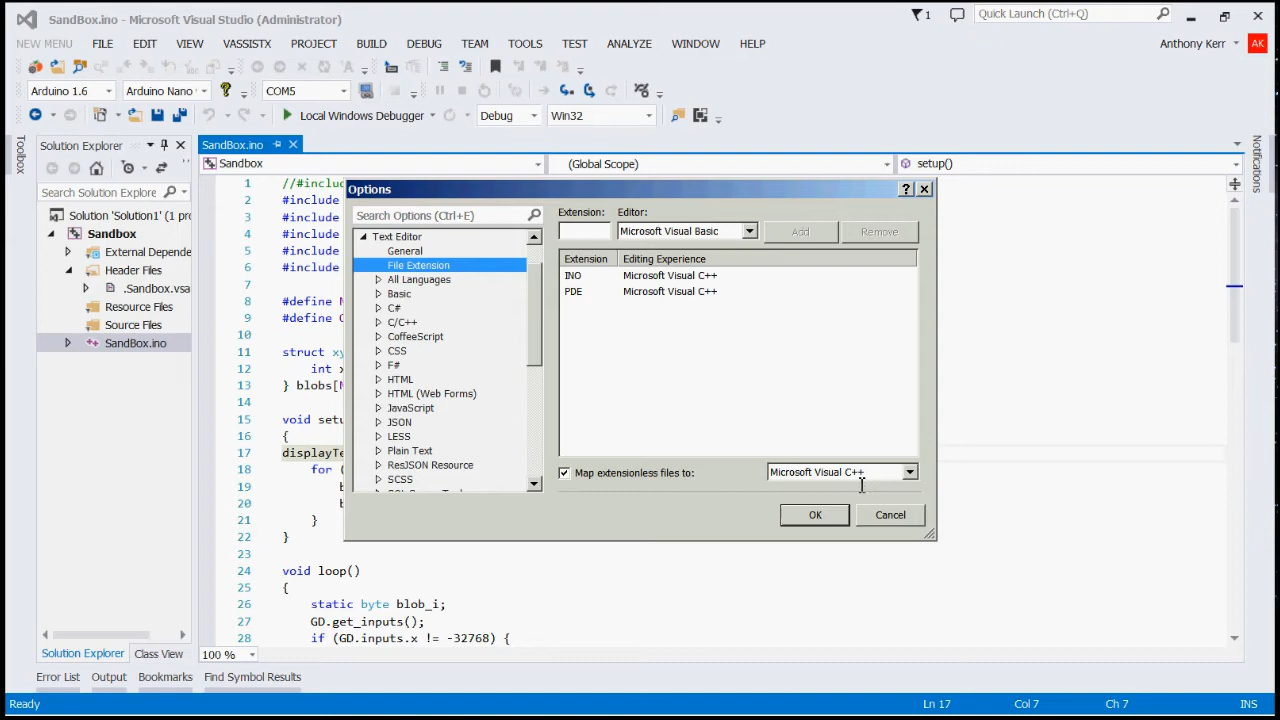 SandBox.ino - Microsoft Visual Studio (Administrator)
1
Quick Launch (Ctrl+Q)
NEW MENU FILE EDIT VIEW VASSISTX PROJECT BUILD DEBUG TEAM TOOLS TEST ANALYZE WINDOW HELP
Anthony Kerr AK
Arduino 1.6 Arduino Nano COM5
Local Windows Debugger Debug Win32
Toolbox
Solution Explorer
Search Solution Explore
Solution 'Solution1' (1 pro
Sandbox
External Depende
Header Files
.Sandbox.vsa
Resource Files
Source Files
SandBox.ino
Solution Explorer Class View
SandBox.ino
Sandbox (Global Scope) setup()
1 //#inclu
2 #include
3 #include
4 #include
5 #include
6 #include
7
8 #define
9 #define
10
11 struct xy
12 int x
13 } blobs[
14
15 void setu
16 {
17 displayTe
18 for (
19 b
20 b
21 }
22 }
23
24 void loop()
25 {
26 static byte blob_i;
27 GD.get_inputs();
28 if (GD.inputs.x != -32768) {
100 %
Options
Search Options (Ctrl+E)
Text Editor
General
File Extension
All Languages
Basic
C#
C/C++
CoffeeScript
CSS
F#
HTML
HTML (Web Forms)
JavaScript
JSON
LESS
Plain Text
ResJSON Resource
SCSS
Extension: Editor:
Microsoft Visual Basic Add Remove
Extension Editing Experience
INO Microsoft Visual C++
PDE Microsoft Visual C++
Map extensionless files to: Microsoft Visual C++
OK Cancel
Notifications
Error List Output Bookmarks Find Symbol Results
Ready Ln 17 Col 7 Ch 7 INS